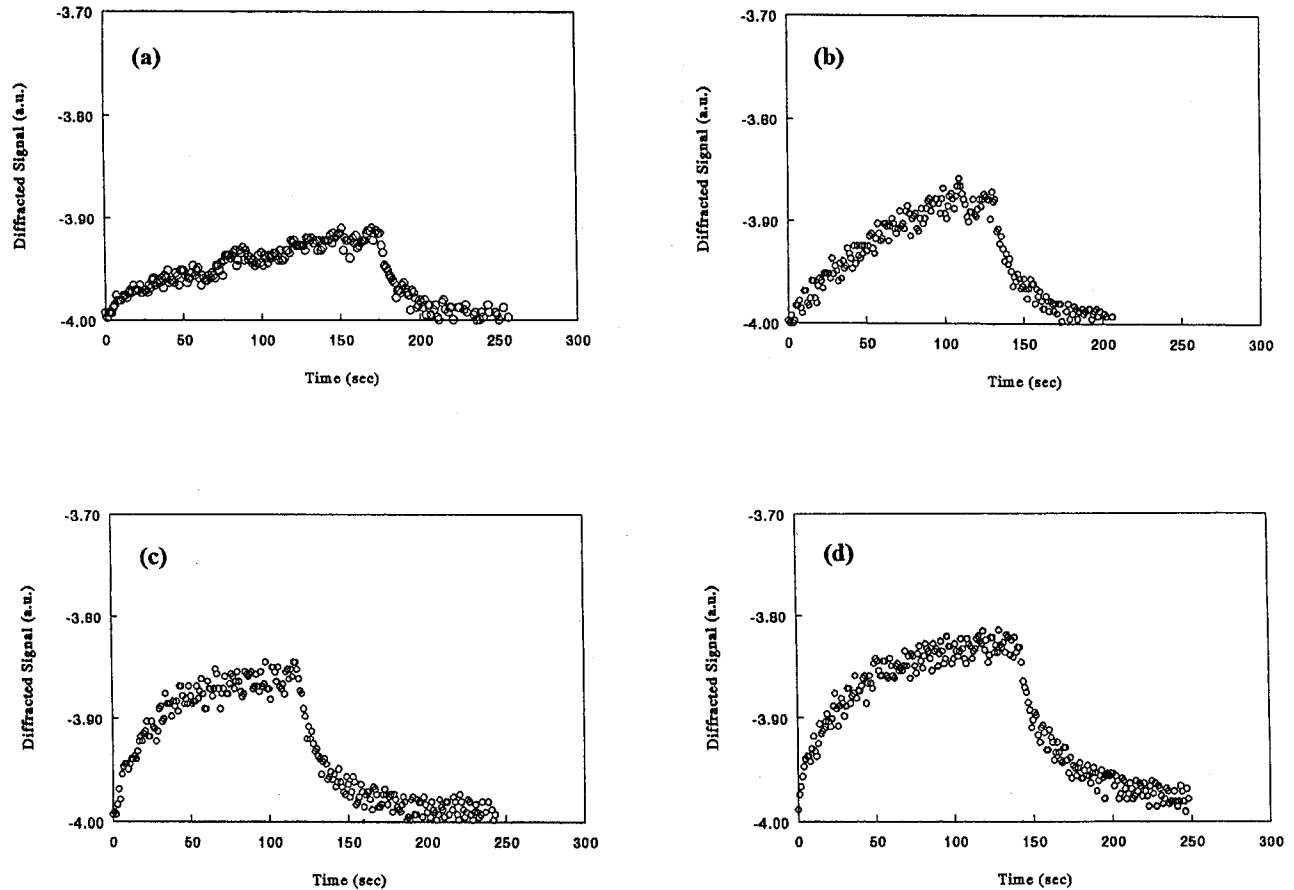 (a)
Diffracted Signal (a.u.)
-3.70
-3.80
-3.90
-4.00
0 50 100 150 200 250 300
Time (sec)
(b)
Diffracted Signal (a.u.)
-3.70
-3.80
-3.90
-4.00
0 50 100 150 200 250 300
Time (sec)
(c)
Diffracted Signal (a.u.)
-3.70
-3.80
-3.90
-4.00
0 50 100 150 200 250 300
Time (sec)
(d)
Diffracted Signal (a.u.)
-3.70
-3.80
-3.90
-4.00
0 50 100 150 200 250 300
Time (sec)